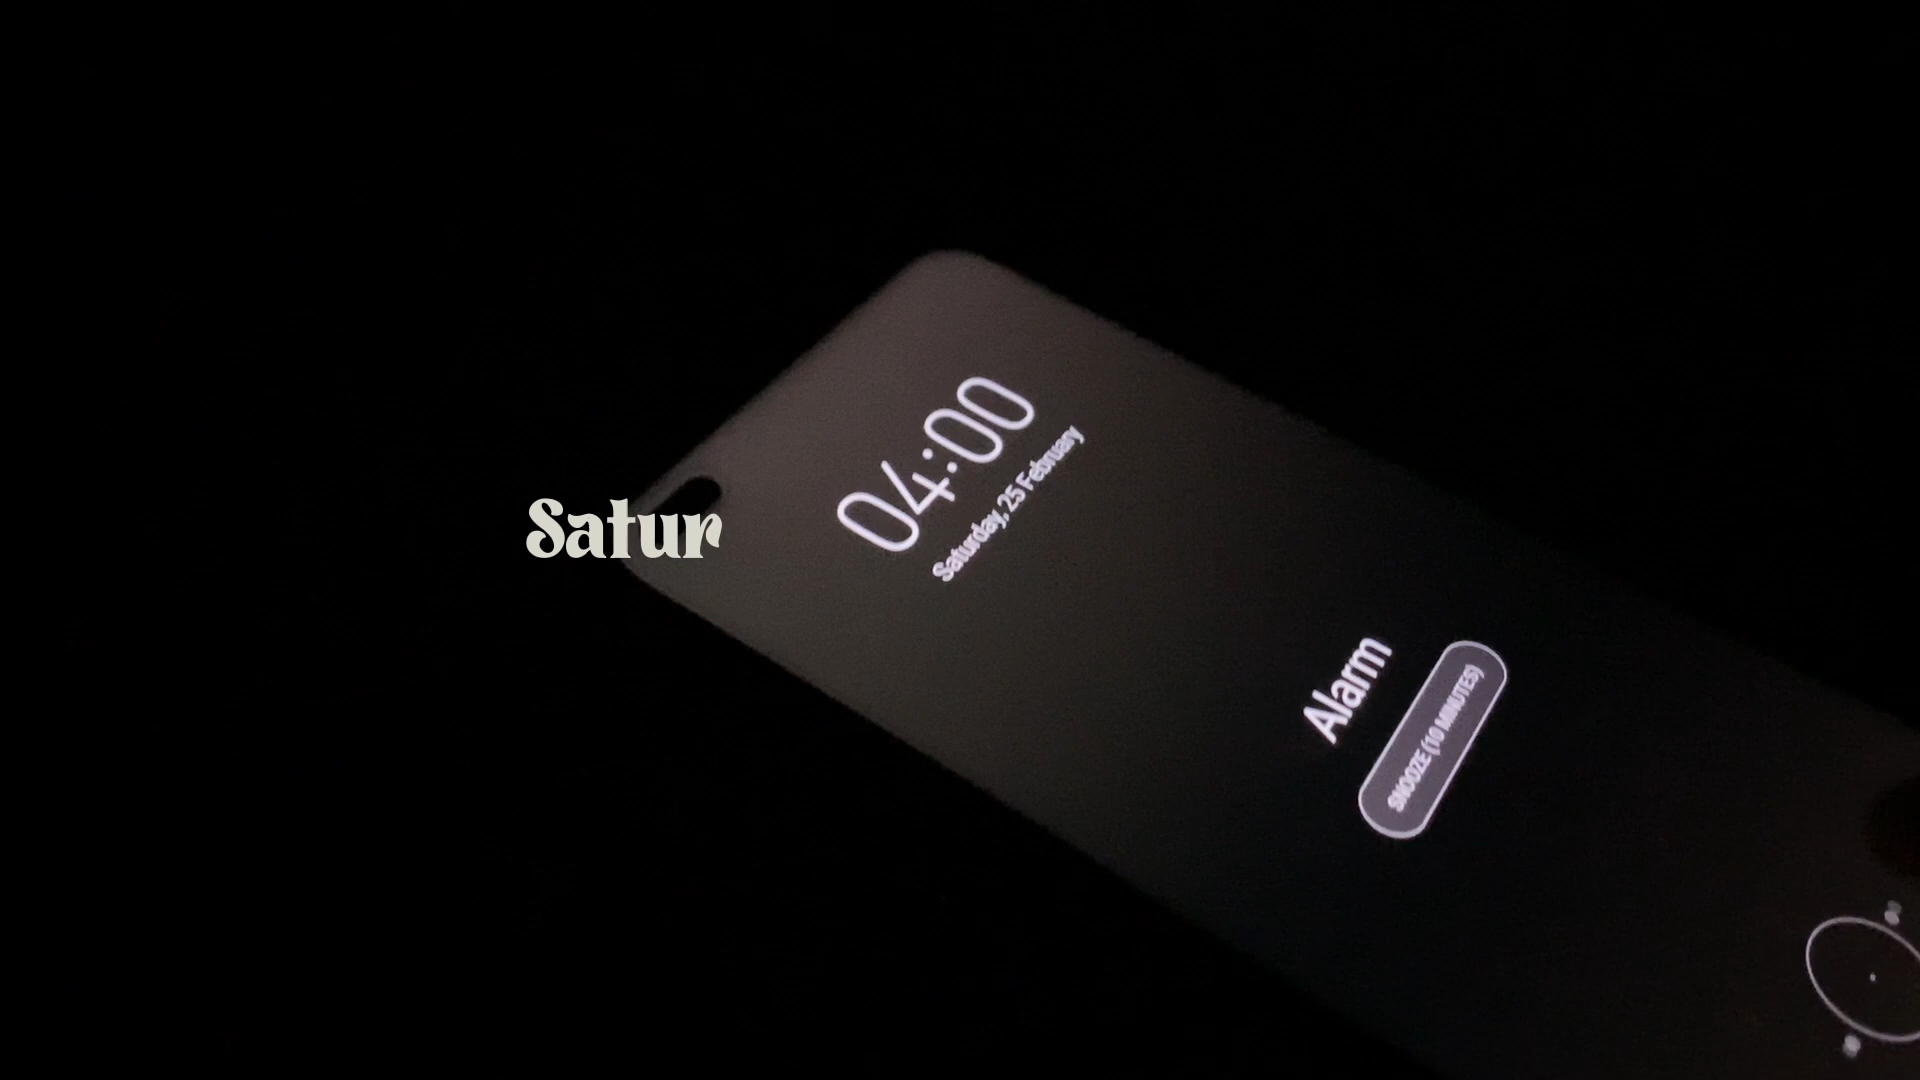 Satur
04:00
Saturday, 25 February
Alarm
SNOOZE (10 MINUTES)